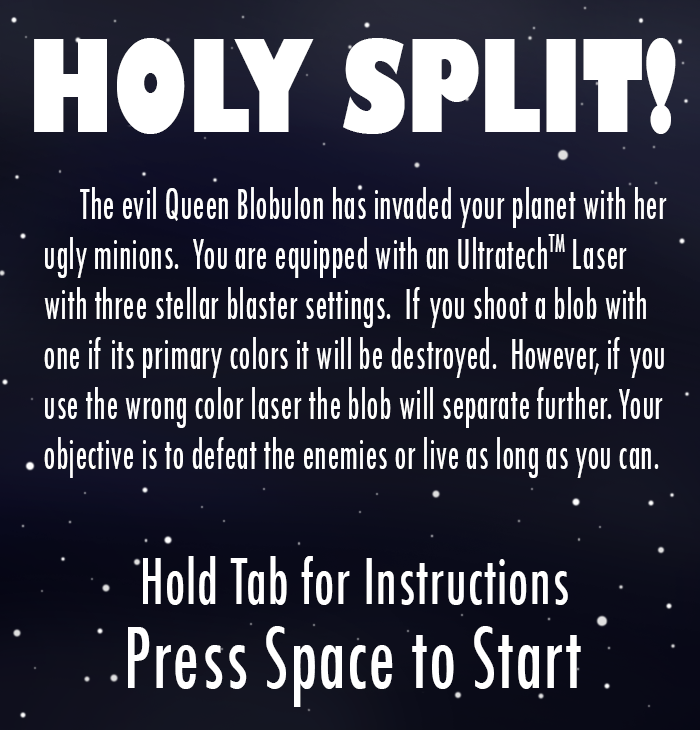 HOLY SPLIT!
The evil Queen Blobulon has invaded your planet with her
ugly minions.  You are equipped with an Ultratech™ Laser
with three stellar blaster settings.  If you shoot a blob with
one if its primary colors it will be destroyed.  However, if you
use the wrong color laser the blob will separate further. Your
objective is to defeat the enemies or live as long as you can.
Hold Tab for Instructions
Press Space to Start